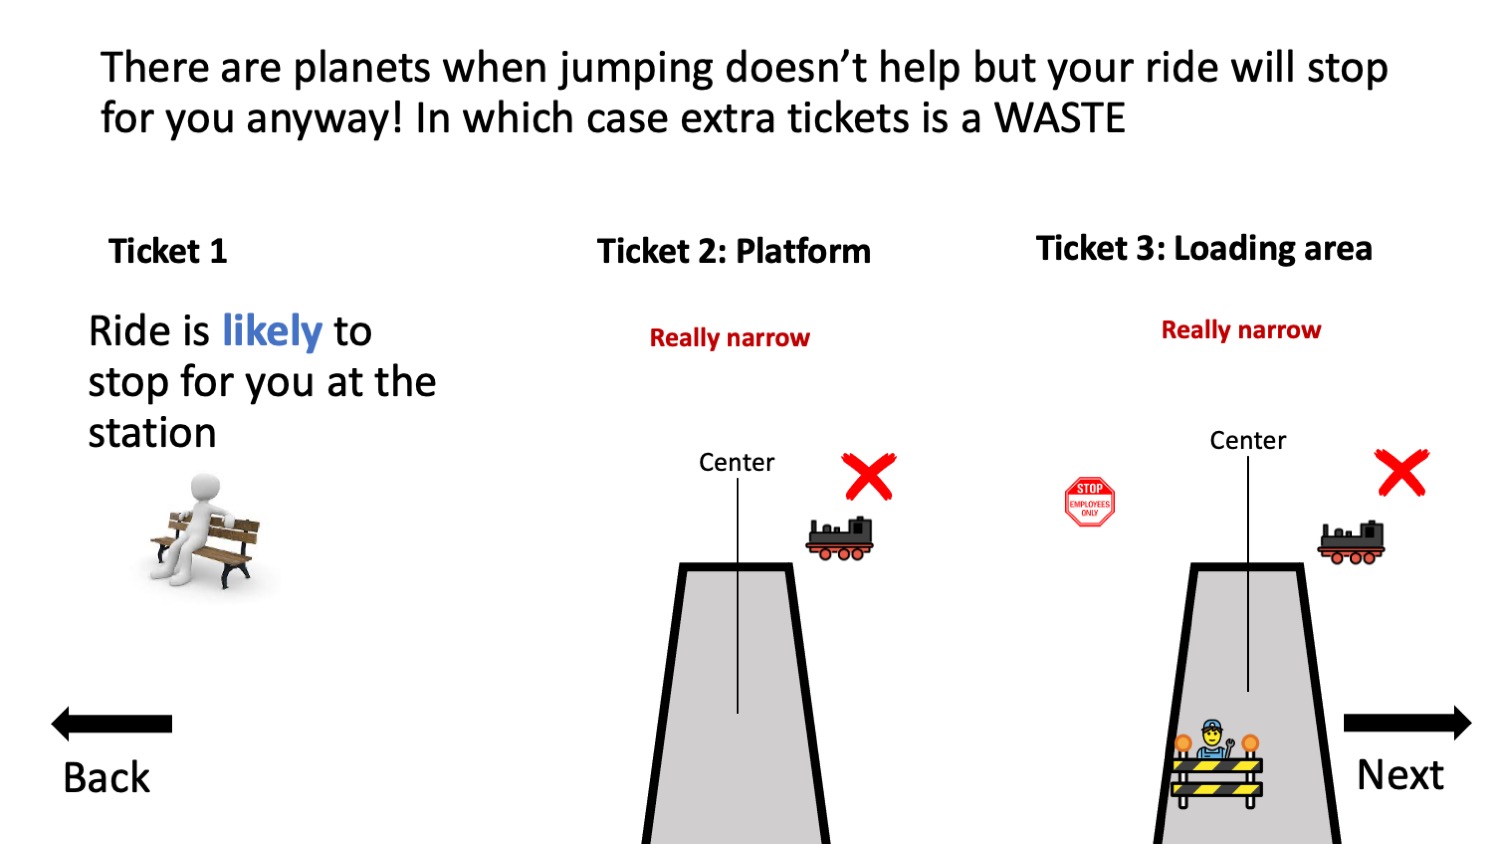 There are planets when jumping doesn’t help but your ride will stop
for you anyway! In which case extra tickets is a WASTE
Ticket 1
Ticket 2: Platform
Ticket 3: Loading area
Ride is likely to
stop for you at the
station
Really narrow
Really narrow
Center
Center
STOP
EMPLOYEES
ONLY
Back
Next